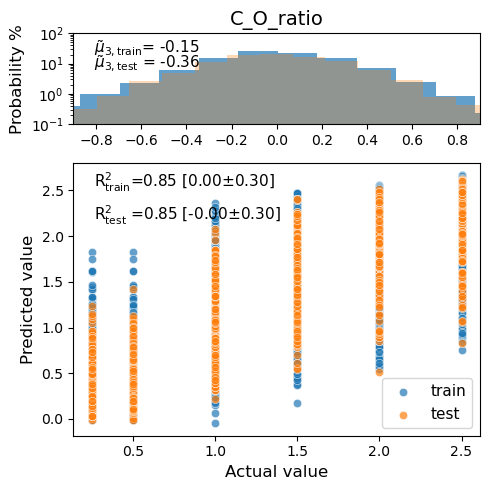 C_O_ratio
Probability %
10² 10¹ 10⁰ 10⁻¹
μ̃₃,train= -0.15
μ̃₃,test = -0.36
−0.8 −0.6 −0.4 −0.2 0.0 0.2 0.4 0.6 0.8
Predicted value
2.5 2.0 1.5 1.0 0.5 0.0
R²train=0.85 [0.00±0.30]
R²test =0.85 [-0.00±0.30]
train
test
0.5 1.0 1.5 2.0 2.5
Actual value